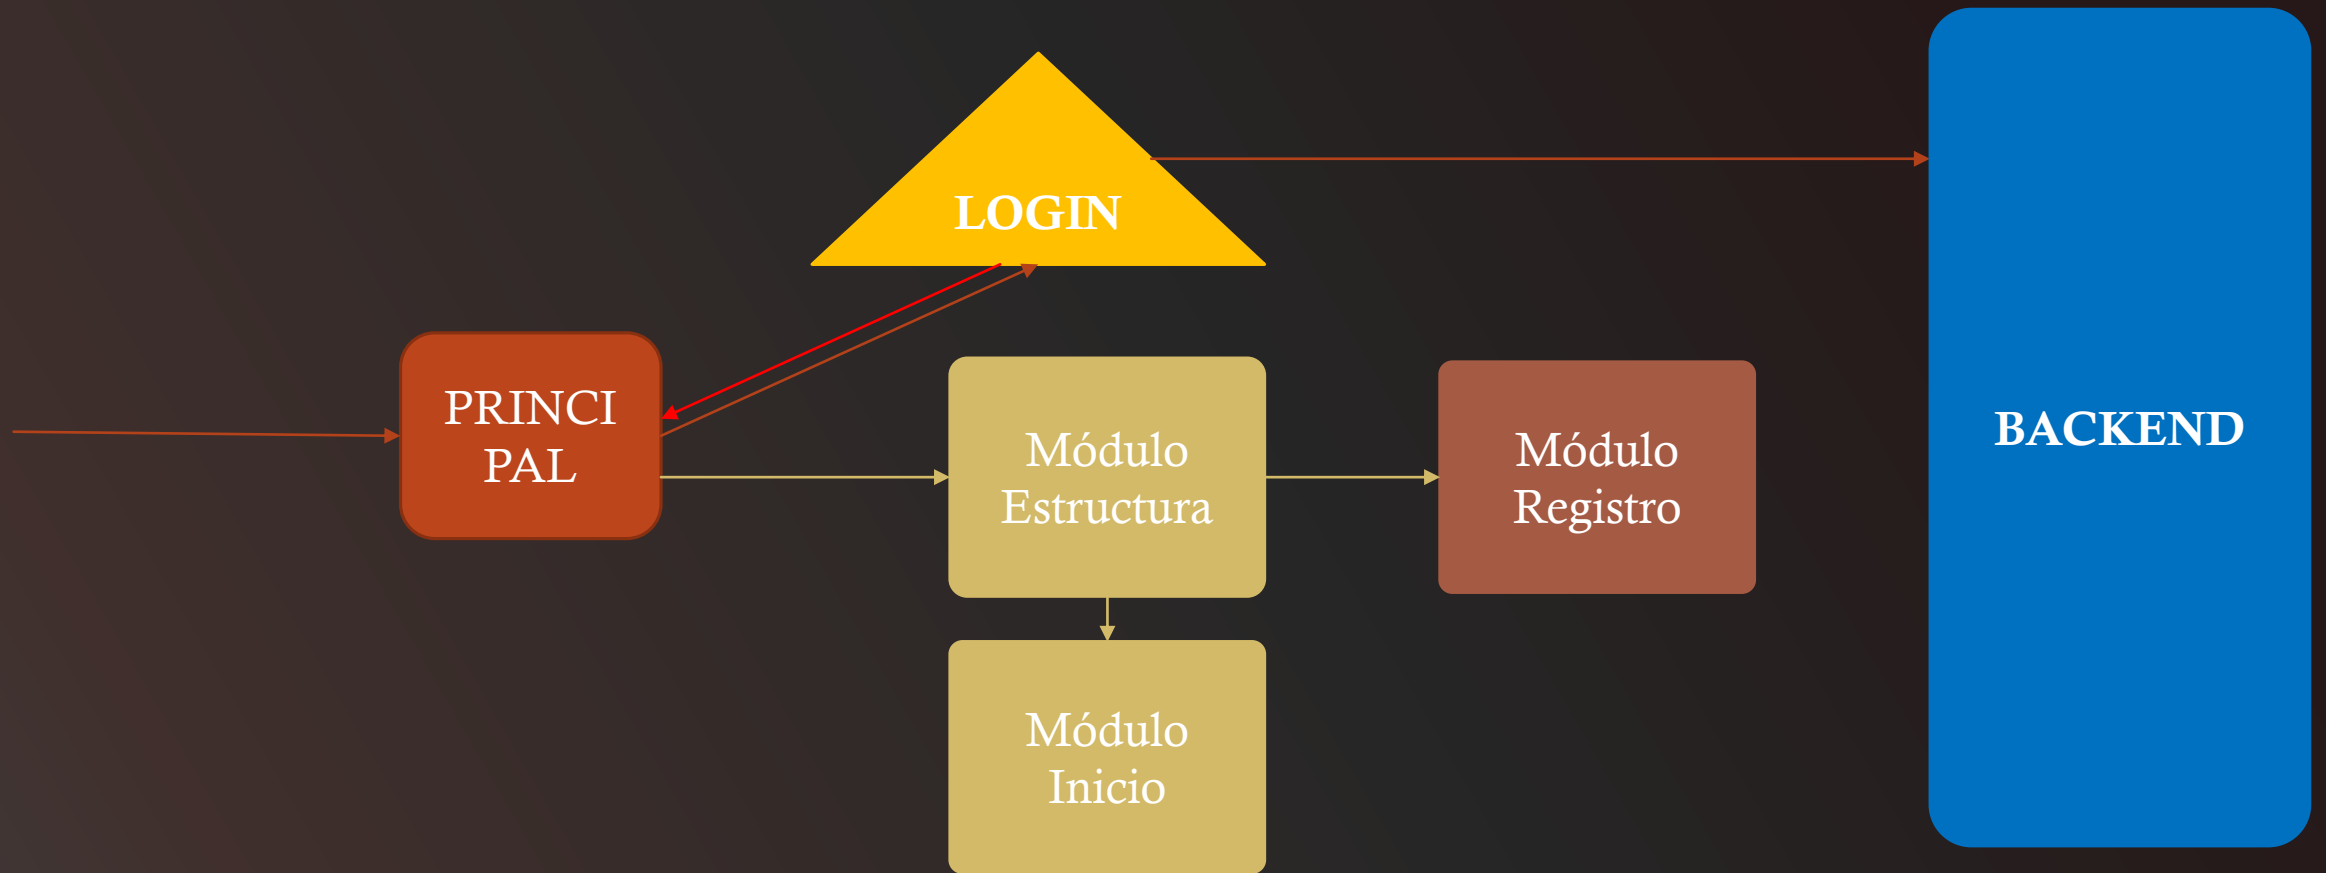 LOGIN
PRINCI
PAL
Módulo
Estructura
Módulo
Registro
BACKEND
Módulo
Inicio